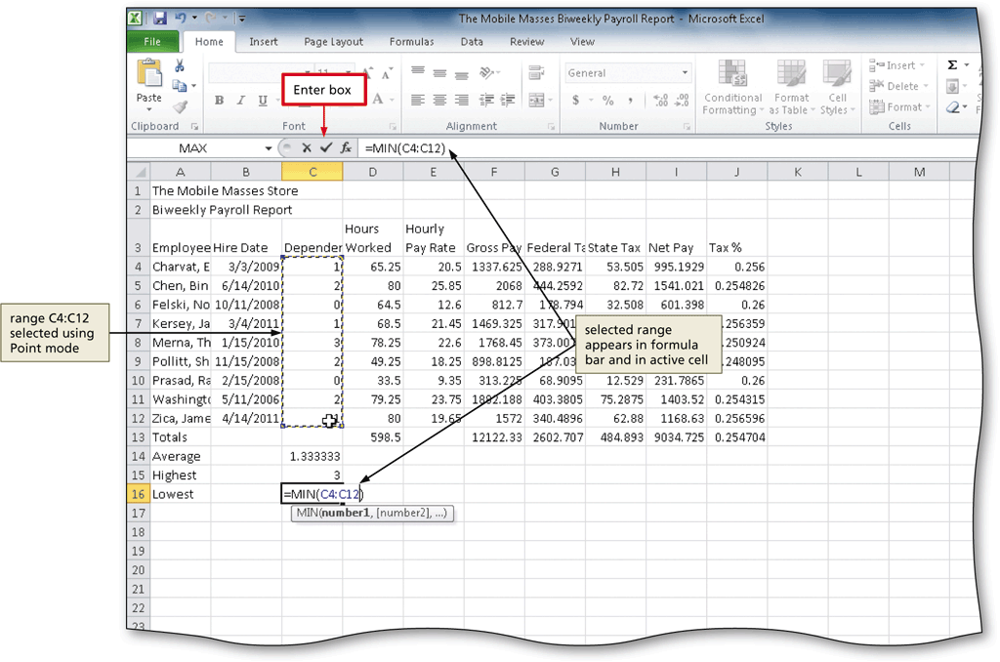 The Mobile Masses Biweekly Payroll Report - Microsoft Excel
File Home Insert Page Layout Formulas Data Review View
Paste
Clipboard
11
A A
B I U
A
Font
Alignment
General
$ % ,
Number
Conditional Formatting
Format as Table
Cell Styles
Styles
Insert
Delete
Format
Cells
Σ
Enter box
MAX fx =MIN(C4:C12)
A B C D E F G H I J K L M
1 The Mobile Masses Store
2 Biweekly Payroll Report
Hours Hourly
3 Employee Hire Date Depender Worked Pay Rate Gross Pay Federal Ta State Tax Net Pay Tax %
4 Charvat, E 3/3/2009 1 65.25 20.5 1337.625 288.9271 53.505 995.1929 0.256
5 Chen, Bin 6/14/2010 2 80 25.85 2068 444.2592 82.72 1541.021 0.254826
6 Felski, No 10/11/2008 0 64.5 12.6 812.7 178.794 32.508 601.398 0.26
7 Kersey, Ja 3/4/2011 1 68.5 21.45 1469.325 317.901 .256359
8 Merna, Th 1/15/2010 3 78.25 22.6 1768.45 373.00 .250924
9 Pollitt, Sh 11/15/2008 2 49.25 18.25 898.8125 187.03 .248095
10 Prasad, Ra 2/15/2008 0 33.5 9.35 313.225 68.9095 12.529 231.7865 0.26
11 Washingto 5/11/2006 2 79.25 23.75 1882.188 403.3805 75.2875 1403.52 0.254315
12 Zica, Jame 4/14/2011 1 80 19.65 1572 340.4896 62.88 1168.63 0.256596
13 Totals 598.5 12122.33 2602.707 484.893 9034.725 0.254704
14 Average 1.333333
15 Highest 3
16 Lowest =MIN(C4:C12)
17 MIN(number1, [number2], ...)
18
19
20
21
22
23
range C4:C12
selected using
Point mode
selected range
appears in formula
bar and in active cell